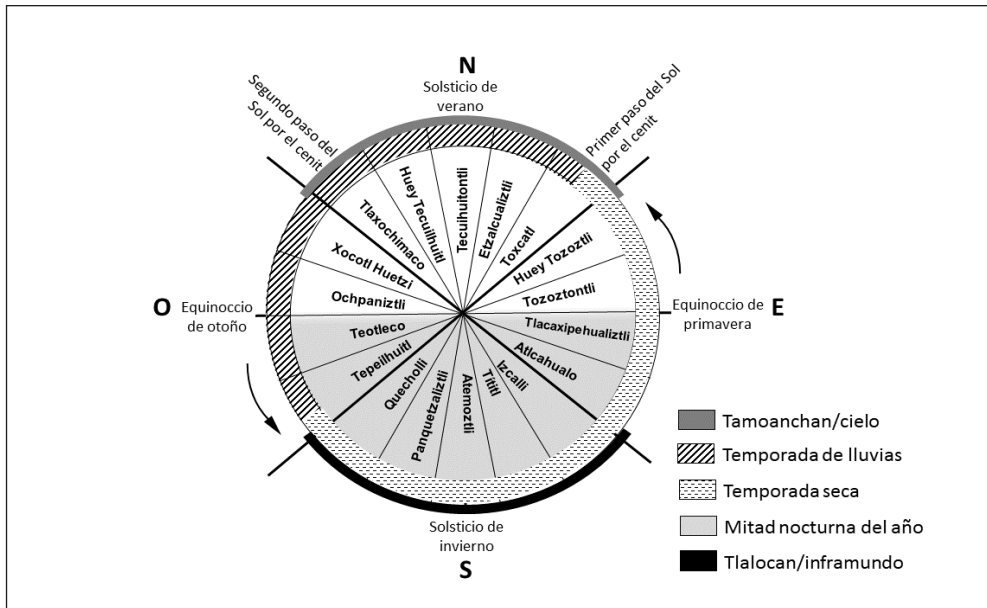 N
Solsticio de
verano
Segundo paso del
Sol por el cenit
Primer paso del Sol
por el cenit
Tlaxochimaco
Huey Tecuilhuitl
Tecuihuitontli
Etzalcualiztli
Toxcatl
Xocotl Huetzi
Huey Tozoztli
Ochpaniztli
Tozoztontli
O
Equinoccio
de otoño
Equinoccio de
primavera
E
Teotleco
Tlacaxipehualiztli
Tepeilhuitl
Atlcahualo
Quecholli
Panquetzaliztli
Atemoztli
Tititl
Izcalli
Solsticio de
invierno
S
Tamoanchan/cielo
Temporada de lluvias
Temporada seca
Mitad nocturna del año
Tlalocan/inframundo